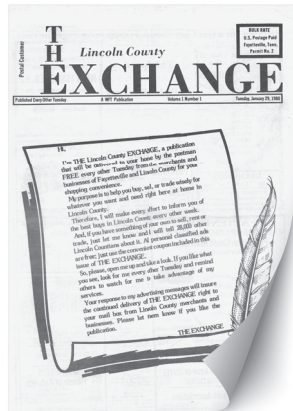 Postal Customer
BULK RATE
U.S. Postage Paid
Fayetteville, Tenn.
Permit No. 2
THE
Lincoln County
EXCHANGE
Published Every Other Tuesday
A MPT Publication
Volume 1 Number 1
Tuesday, January 29, 1980
Hi,
I'm THE Lincoln County EXCHANGE, a publication
that will be delivered to your house by the postman
FREE every other Tuesday from the merchants and
businesses of Fayetteville and Lincoln County for your
shopping convenience.
My purpose is to help you buy, sel, or trade wisely for
whatever you want and need right here at home in
Lincoln County.
Therefore, I will make every effort to inform you of
the best buys in Lincoln County every other week.
And, if you have something of your own to sell, rent or
trade, just let me know and I will tell 28,000 other
Lincoln Countians about it. All personal classified ads
are free; just use the convenient coupon included in this
issue of THE EXCHANGE.
So, please, open me up and take a look. If you like what
you see, look for me every other Tuesday and remind
others to watch for me to take advantage of my
services.
Your response to my advertising messages will insure
the continued delivery of THE EXCHANGE right to
your mail box from Lincoln County merchants and
businesses. Please let them know if you like the
publication.
THE EXCHANGE